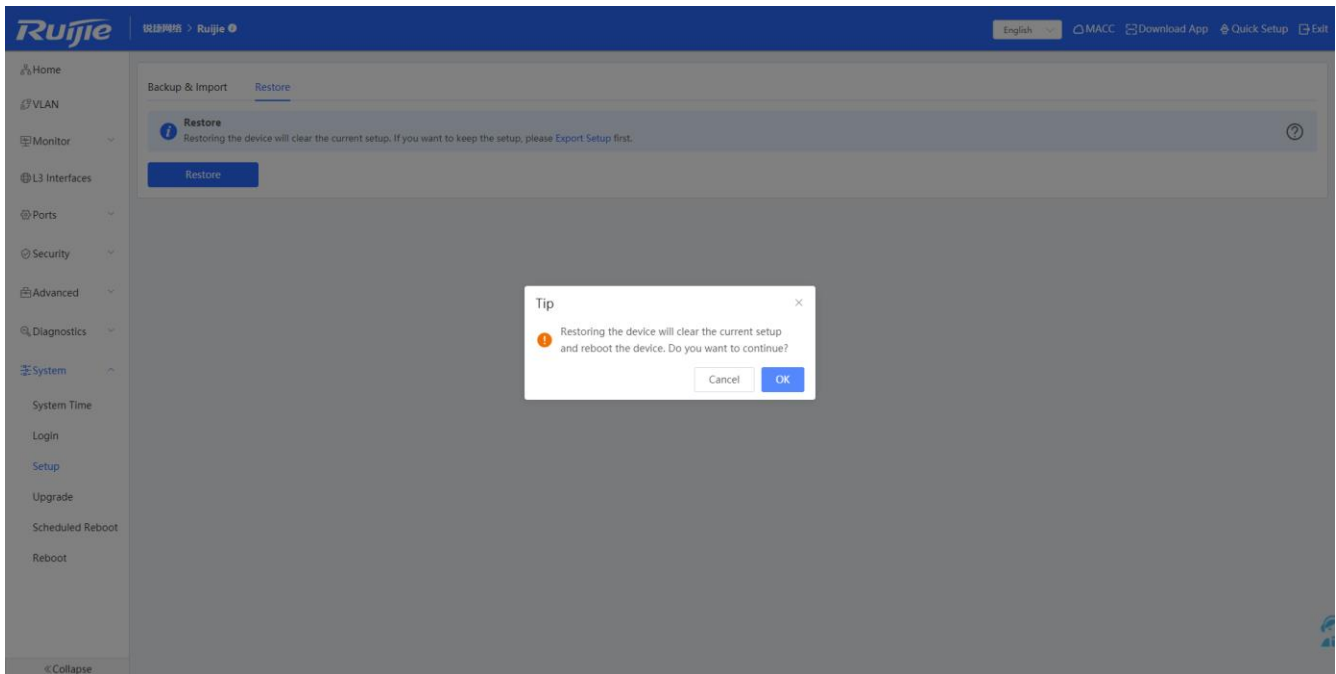 Ruijie
锐捷网络 > Ruijie
English
MACC
Download App
Quick Setup
Exit
Home
VLAN
Monitor
L3 Interfaces
Ports
Security
Advanced
Diagnostics
System
System Time
Login
Setup
Upgrade
Scheduled Reboot
Reboot
«Collapse
Backup & Import
Restore
Restore
Restoring the device will clear the current setup. If you want to keep the setup, please Export Setup first.
Restore
Tip
Restoring the device will clear the current setup
and reboot the device. Do you want to continue?
Cancel
OK